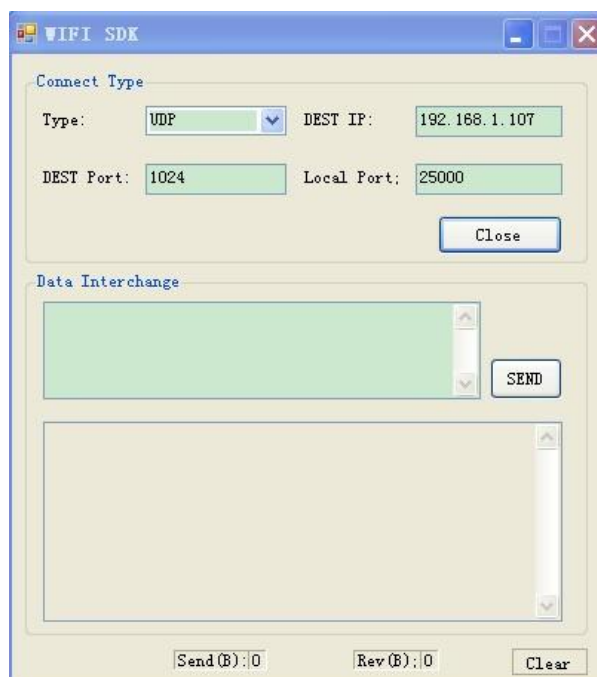 WIFI SDK
Connect Type
Type: UDP DEST IP: 192.168.1.107
DEST Port: 1024 Local Port; 25000
Close
Data Interchange
SEND
Send(B):0 Rev(B);0 Clear